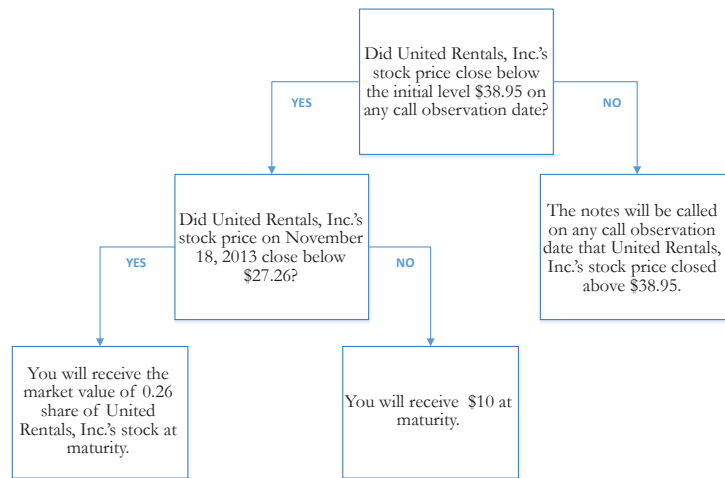 Did United Rentals, Inc.'s
stock price close below
the initial level $38.95 on
any call observation date?
YES
NO
Did United Rentals, Inc.'s
stock price on November
18, 2013 close below
$27.26?
The notes will be called
on any call observation
date that United Rentals,
Inc.'s stock price closed
above $38.95.
YES
NO
You will receive the
market value of 0.26
share of United
Rentals, Inc.'s stock at
maturity.
You will receive $10 at
maturity.